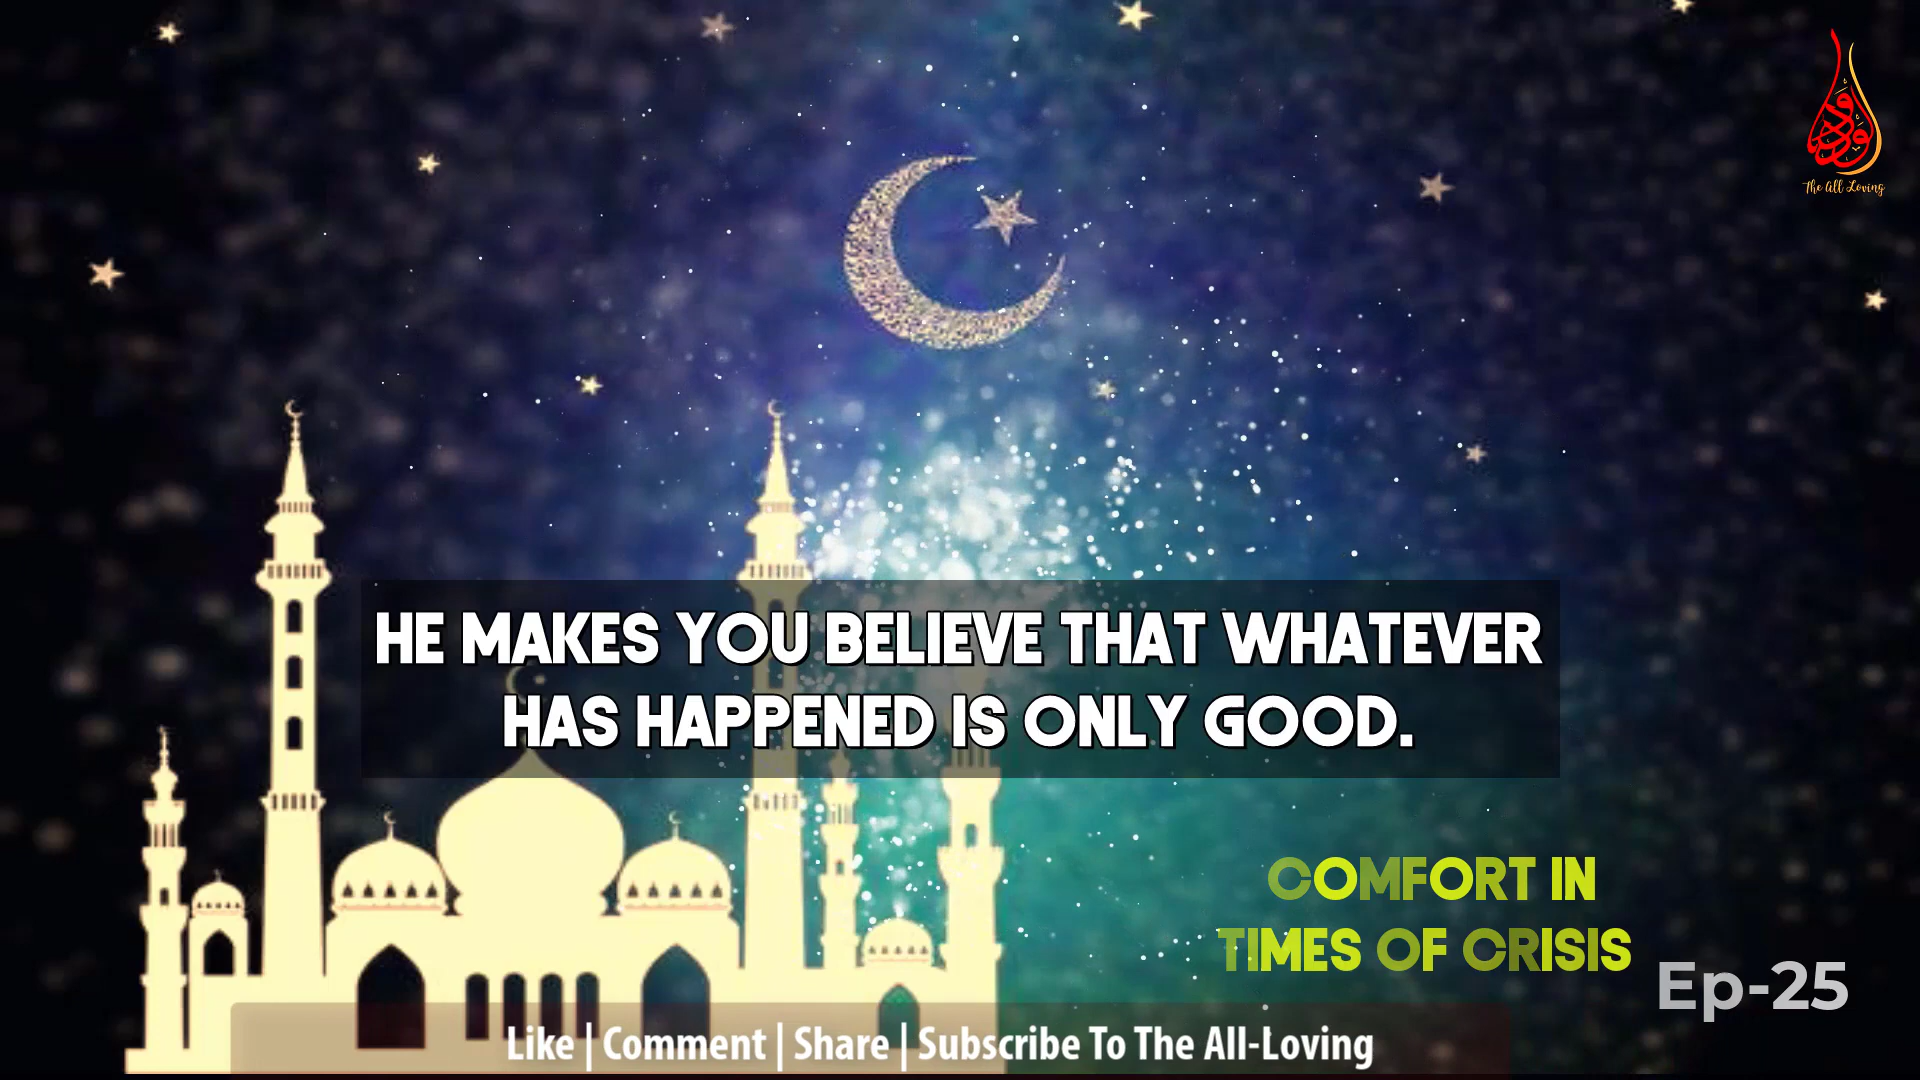 الودود
The All Loving
HE MAKES YOU BELIEVE THAT WHATEVER
HAS HAPPENED IS ONLY GOOD.
COMFORT IN
TIMES OF CRISIS
Ep-25
Like | Comment | Share | Subscribe To The All-Loving